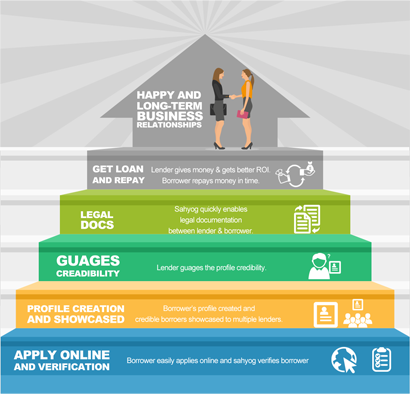 HAPPY AND
LONG-TERM
BUSINESS
RELATIONSHIPS
GET LOAN
AND REPAY
Lender gives money & gets better ROI.
Borrower repays money in time.
LEGAL
DOCS
Sahyog quickly enables
legal documentation
between lender & borrower.
GUAGES
CREADIBILITY
Lender guages the profile credibility.
PROFILE CREATION
AND SHOWCASED
Borrower's profile created and
credible borrers showcased to multiple lenders.
APPLY ONLINE
AND VERIFICATION
Borrower easily applies online and sahyog verifies borrower